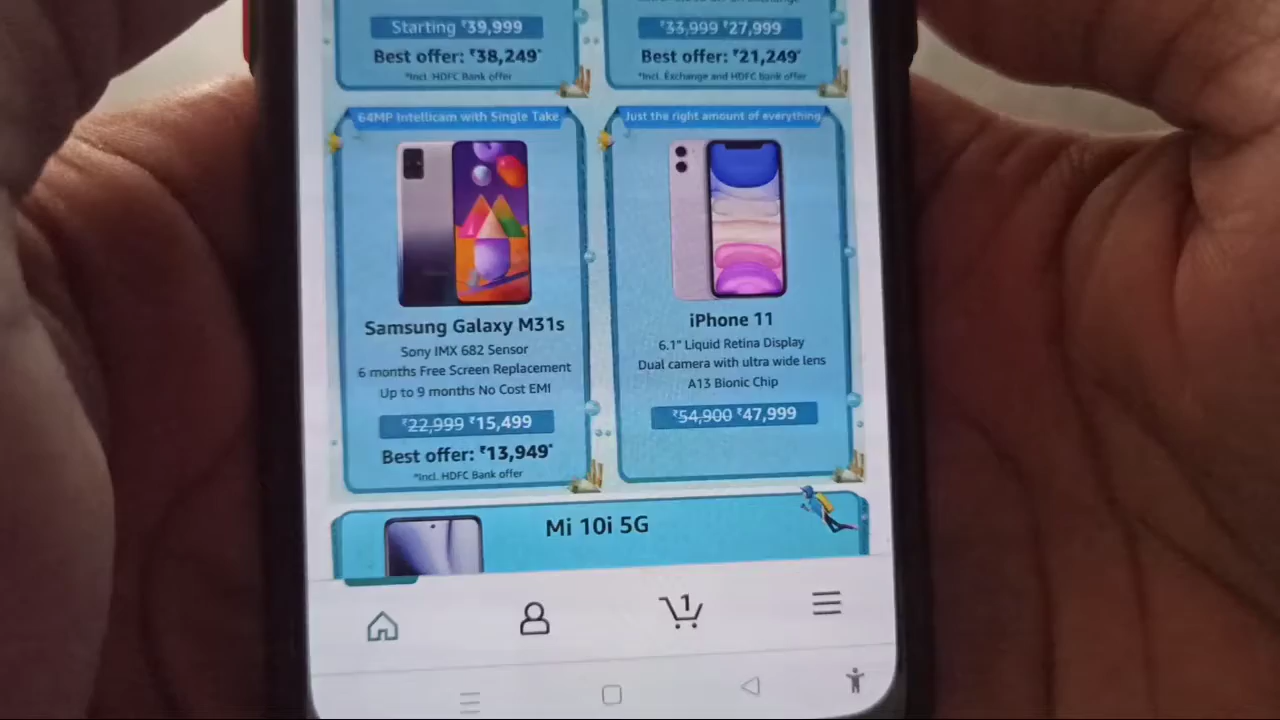 Starting ₹39,999
Best offer: ₹38,249*
*Incl. HDFC Bank offer
₹33,999 ₹27,999
Best offer: ₹21,249*
*Incl. Exchange and HDFC bank offer
64MP Intellicam with Single Take
Samsung Galaxy M31s
Sony IMX 682 Sensor
6 months Free Screen Replacement
Up to 9 months No Cost EMI
₹22,999 ₹15,499
Best offer: ₹13,949*
*Incl. HDFC Bank offer
Just the right amount of everything
iPhone 11
6.1" Liquid Retina Display
Dual camera with ultra wide lens
A13 Bionic Chip
₹54,900 ₹47,999
Mi 10i 5G
1